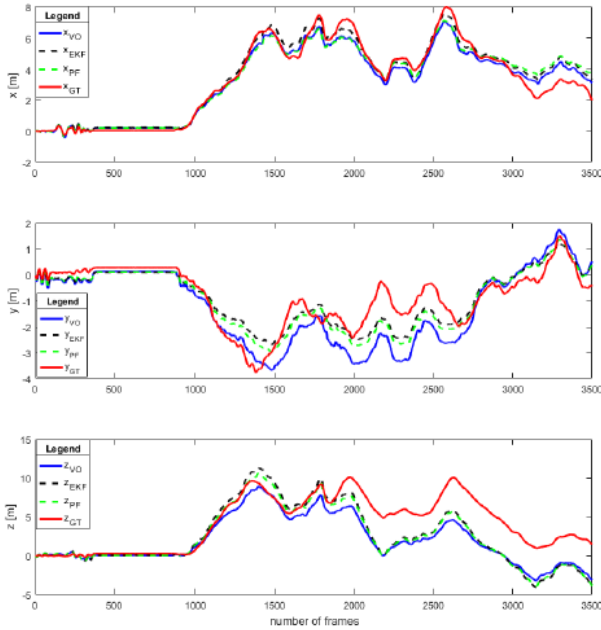 x [m]
8
6
4
2
0
-2
Legend
x_VO
x_EKF
x_PF
x_GT
0 500 1000 1500 2000 2500 3000 3500
y [m]
2
1
0
-1
-2
-3
-4
Legend
y_VO
y_EKF
y_PF
y_GT
0 500 1000 1500 2000 2500 3000 3500
z [m]
15
10
5
0
-5
Legend
z_VO
z_EKF
z_PF
z_GT
0 500 1000 1500 2000 2500 3000 3500
number of frames